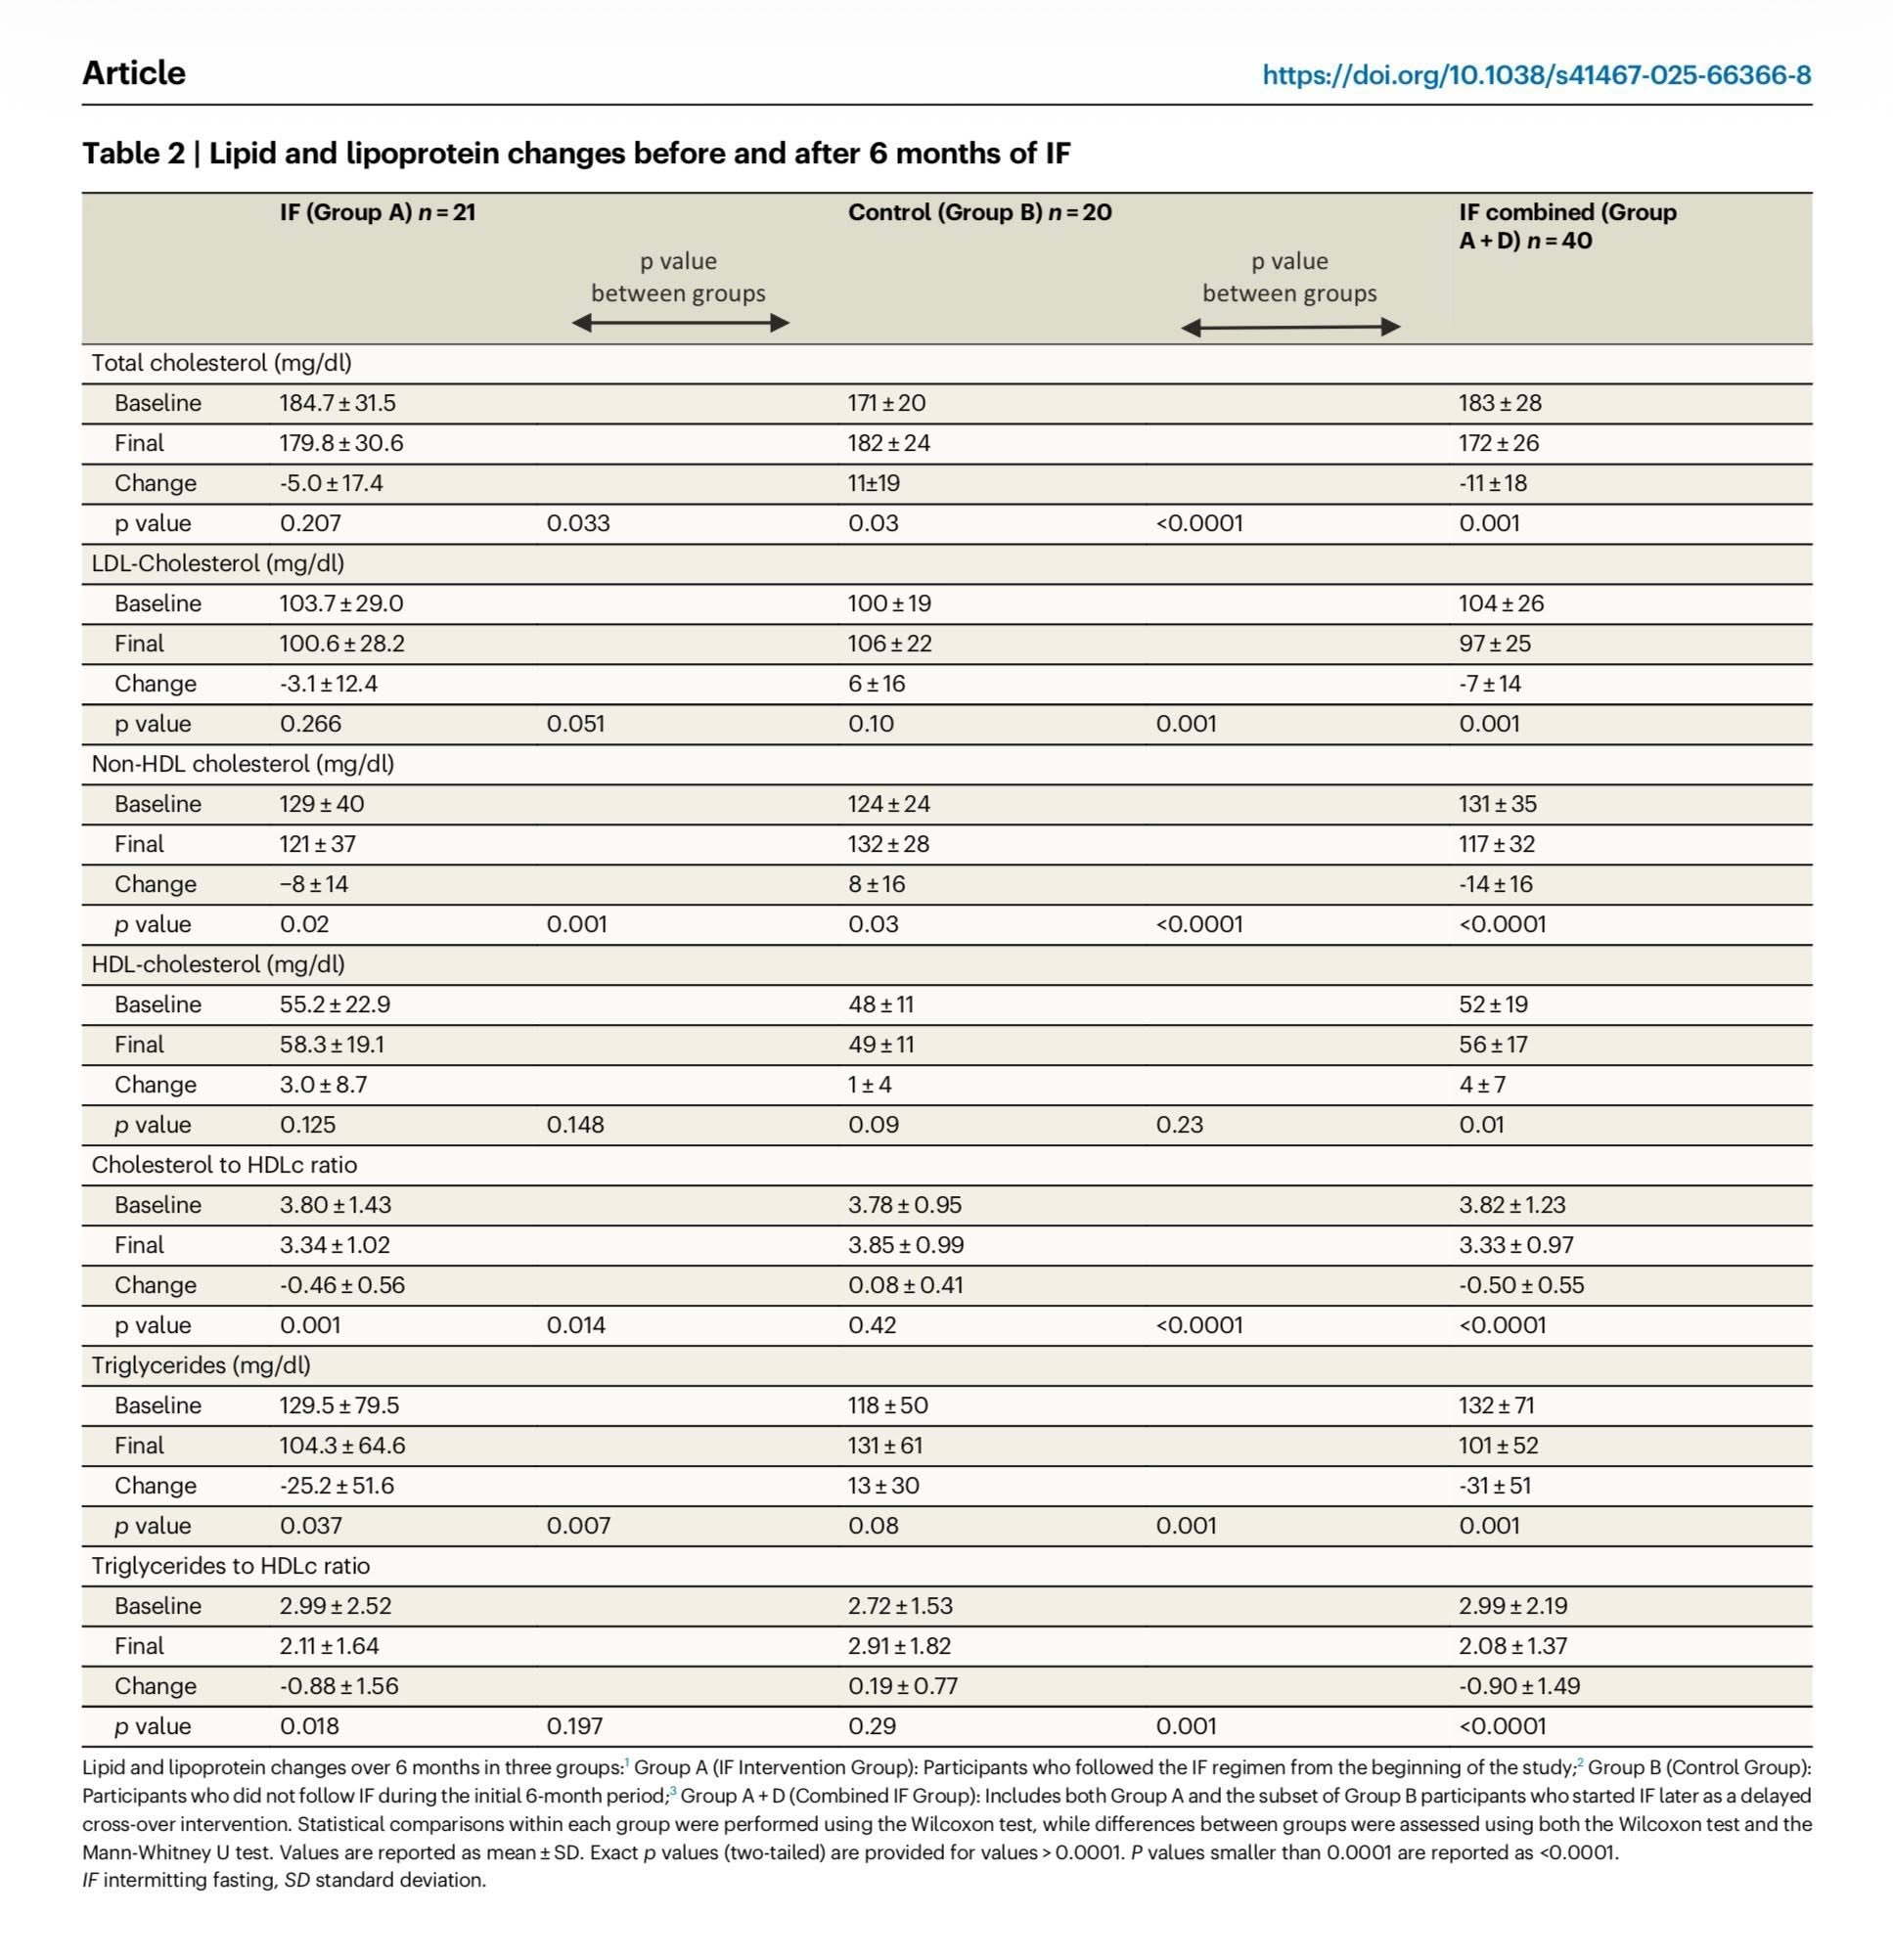 Article https://doi.org/10.1038/s41467-025-66366-8
Table 2 | Lipid and lipoprotein changes before and after 6 months of IF
IF (Group A) n = 21 Control (Group B) n = 20 IF combined (Group
A + D) n = 40
p value p value
between groups between groups
Total cholesterol (mg/dl)
Baseline 184.7 ± 31.5 171 ± 20 183 ± 28
Final 179.8 ± 30.6 182 ± 24 172 ± 26
Change -5.0 ± 17.4 11±19 -11 ± 18
p value 0.207 0.033 0.03 <0.0001 0.001
LDL-Cholesterol (mg/dl)
Baseline 103.7 ± 29.0 100 ± 19 104 ± 26
Final 100.6 ± 28.2 106 ± 22 97 ± 25
Change -3.1 ± 12.4 6 ± 16 -7 ± 14
p value 0.266 0.051 0.10 0.001 0.001
Non-HDL cholesterol (mg/dl)
Baseline 129 ± 40 124 ± 24 131 ± 35
Final 121 ± 37 132 ± 28 117 ± 32
Change −8 ± 14 8 ± 16 -14 ± 16
p value 0.02 0.001 0.03 <0.0001 <0.0001
HDL-cholesterol (mg/dl)
Baseline 55.2 ± 22.9 48 ± 11 52 ± 19
Final 58.3 ± 19.1 49 ± 11 56 ± 17
Change 3.0 ± 8.7 1 ± 4 4 ± 7
p value 0.125 0.148 0.09 0.23 0.01
Cholesterol to HDLc ratio
Baseline 3.80 ± 1.43 3.78 ± 0.95 3.82 ± 1.23
Final 3.34 ± 1.02 3.85 ± 0.99 3.33 ± 0.97
Change -0.46 ± 0.56 0.08 ± 0.41 -0.50 ± 0.55
p value 0.001 0.014 0.42 <0.0001 <0.0001
Triglycerides (mg/dl)
Baseline 129.5 ± 79.5 118 ± 50 132 ± 71
Final 104.3 ± 64.6 131 ± 61 101 ± 52
Change -25.2 ± 51.6 13 ± 30 -31 ± 51
p value 0.037 0.007 0.08 0.001 0.001
Triglycerides to HDLc ratio
Baseline 2.99 ± 2.52 2.72 ± 1.53 2.99 ± 2.19
Final 2.11 ± 1.64 2.91 ± 1.82 2.08 ± 1.37
Change -0.88 ± 1.56 0.19 ± 0.77 -0.90 ± 1.49
p value 0.018 0.197 0.29 0.001 <0.0001
Lipid and lipoprotein changes over 6 months in three groups:¹ Group A (IF Intervention Group): Participants who followed the IF regimen from the beginning of the study;² Group B (Control Group):
Participants who did not follow IF during the initial 6-month period;³ Group A + D (Combined IF Group): Includes both Group A and the subset of Group B participants who started IF later as a delayed
cross-over intervention. Statistical comparisons within each group were performed using the Wilcoxon test, while differences between groups were assessed using both the Wilcoxon test and the
Mann-Whitney U test. Values are reported as mean ± SD. Exact p values (two-tailed) are provided for values > 0.0001. P values smaller than 0.0001 are reported as <0.0001.
IF intermitting fasting, SD standard deviation.